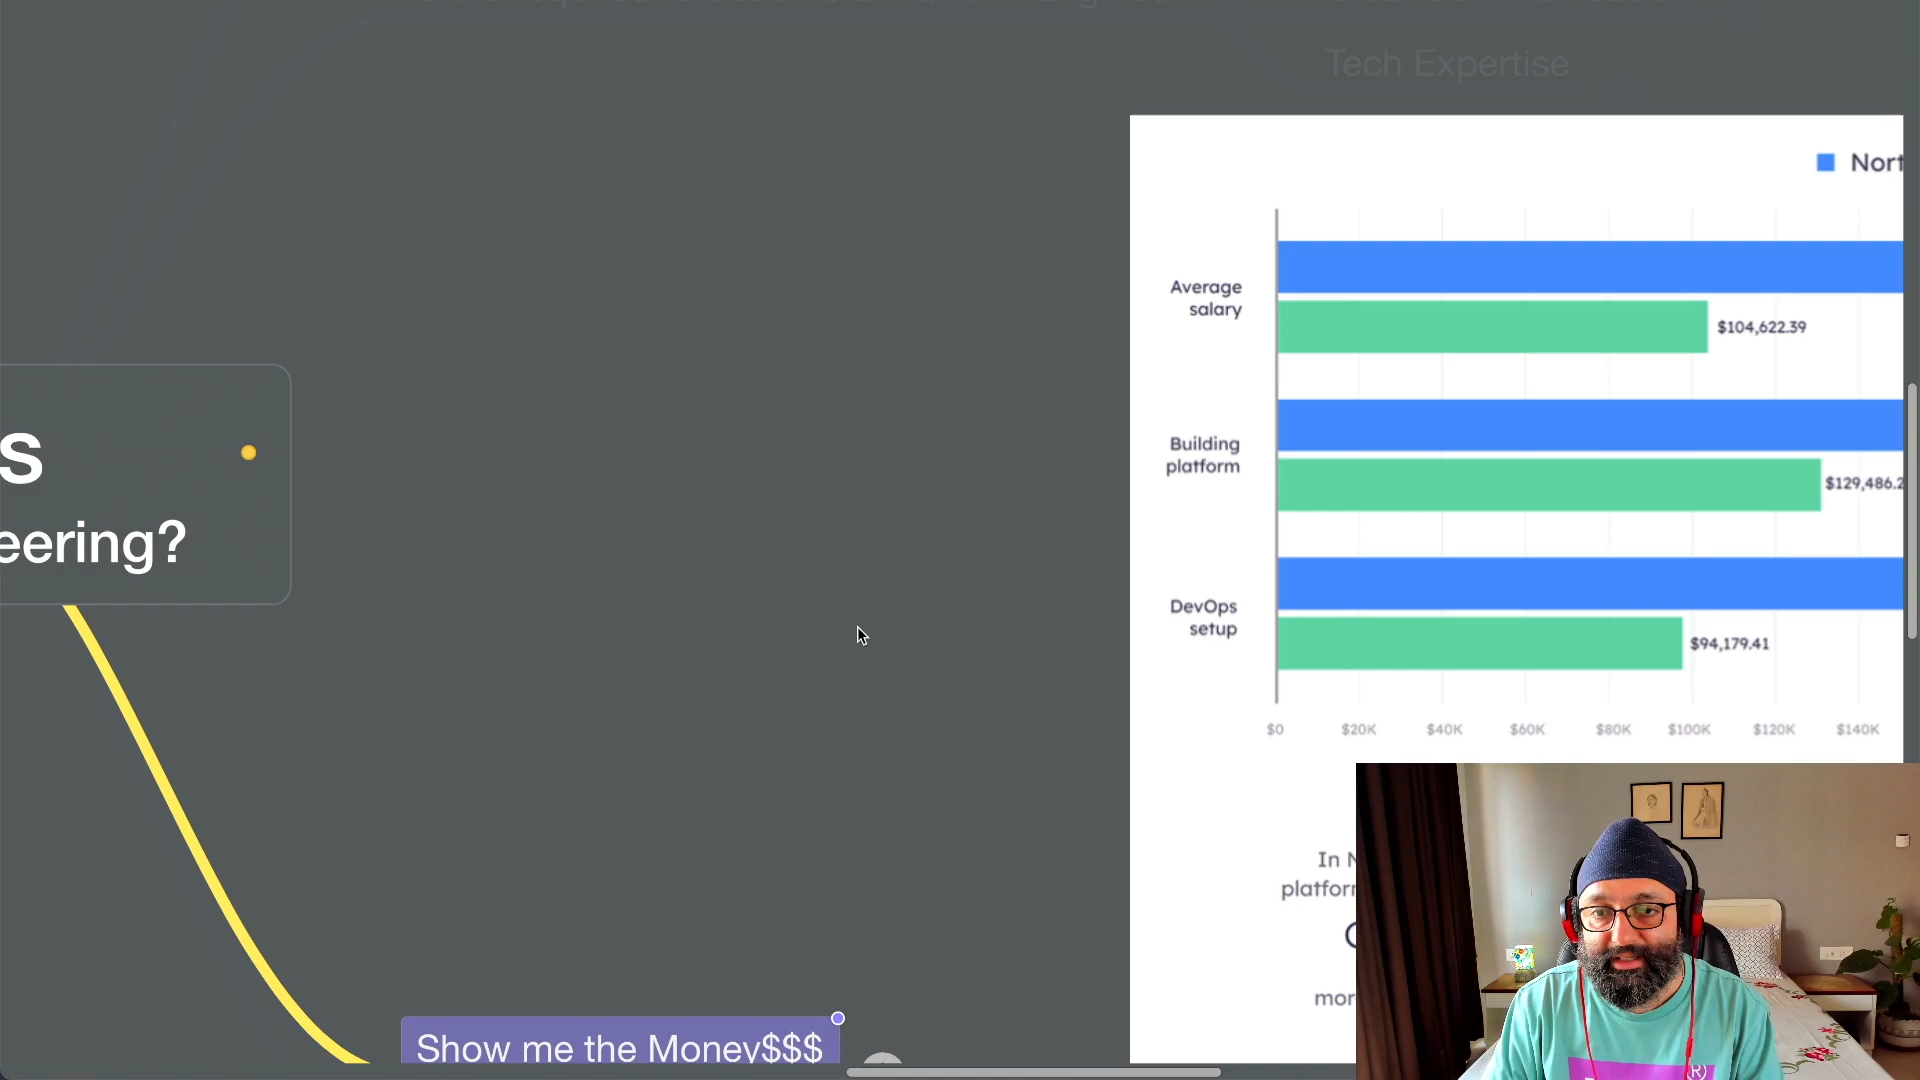 Tech Expertise
Nort
Average
salary
$104,622.39
s
eering?
Building
platform
$129,486.2
DevOps
setup
$94,179.41
$0 $20K $40K $60K $80K $100K $120K $140K
In N
platfor
mor
Show me the Money$$$